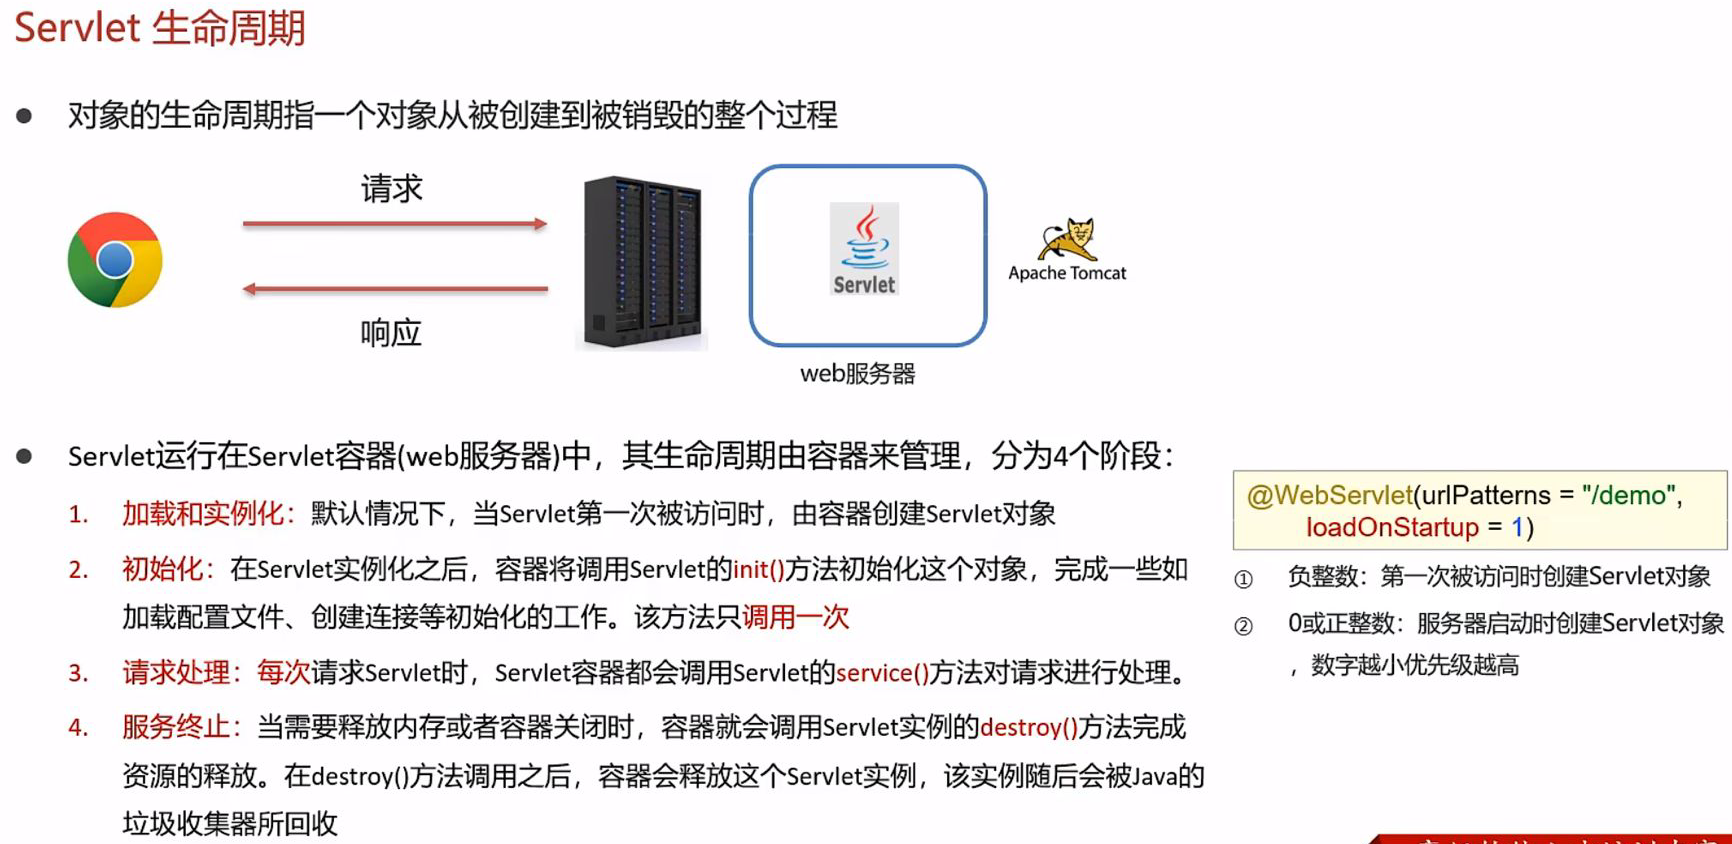 Servlet 生命周期
● 对象的生命周期指一个对象从被创建到被销毁的整个过程
请求
响应
Servlet
Apache Tomcat
web服务器
● Servlet运行在Servlet容器(web服务器)中，其生命周期由容器来管理，分为4个阶段：
1. 加载和实例化：默认情况下，当Servlet第一次被访问时，由容器创建Servlet对象
2. 初始化：在Servlet实例化之后，容器将调用Servlet的init()方法初始化这个对象，完成一些如
加载配置文件、创建连接等初始化的工作。该方法只调用一次
3. 请求处理：每次请求Servlet时，Servlet容器都会调用Servlet的service()方法对请求进行处理。
4. 服务终止：当需要释放内存或者容器关闭时，容器就会调用Servlet实例的destroy()方法完成
资源的释放。在destroy()方法调用之后，容器会释放这个Servlet实例，该实例随后会被Java的
垃圾收集器所回收
@WebServlet(urlPatterns = "/demo",
loadOnStartup = 1)
① 负整数：第一次被访问时创建Servlet对象
② 0或正整数：服务器启动时创建Servlet对象
，数字越小优先级越高